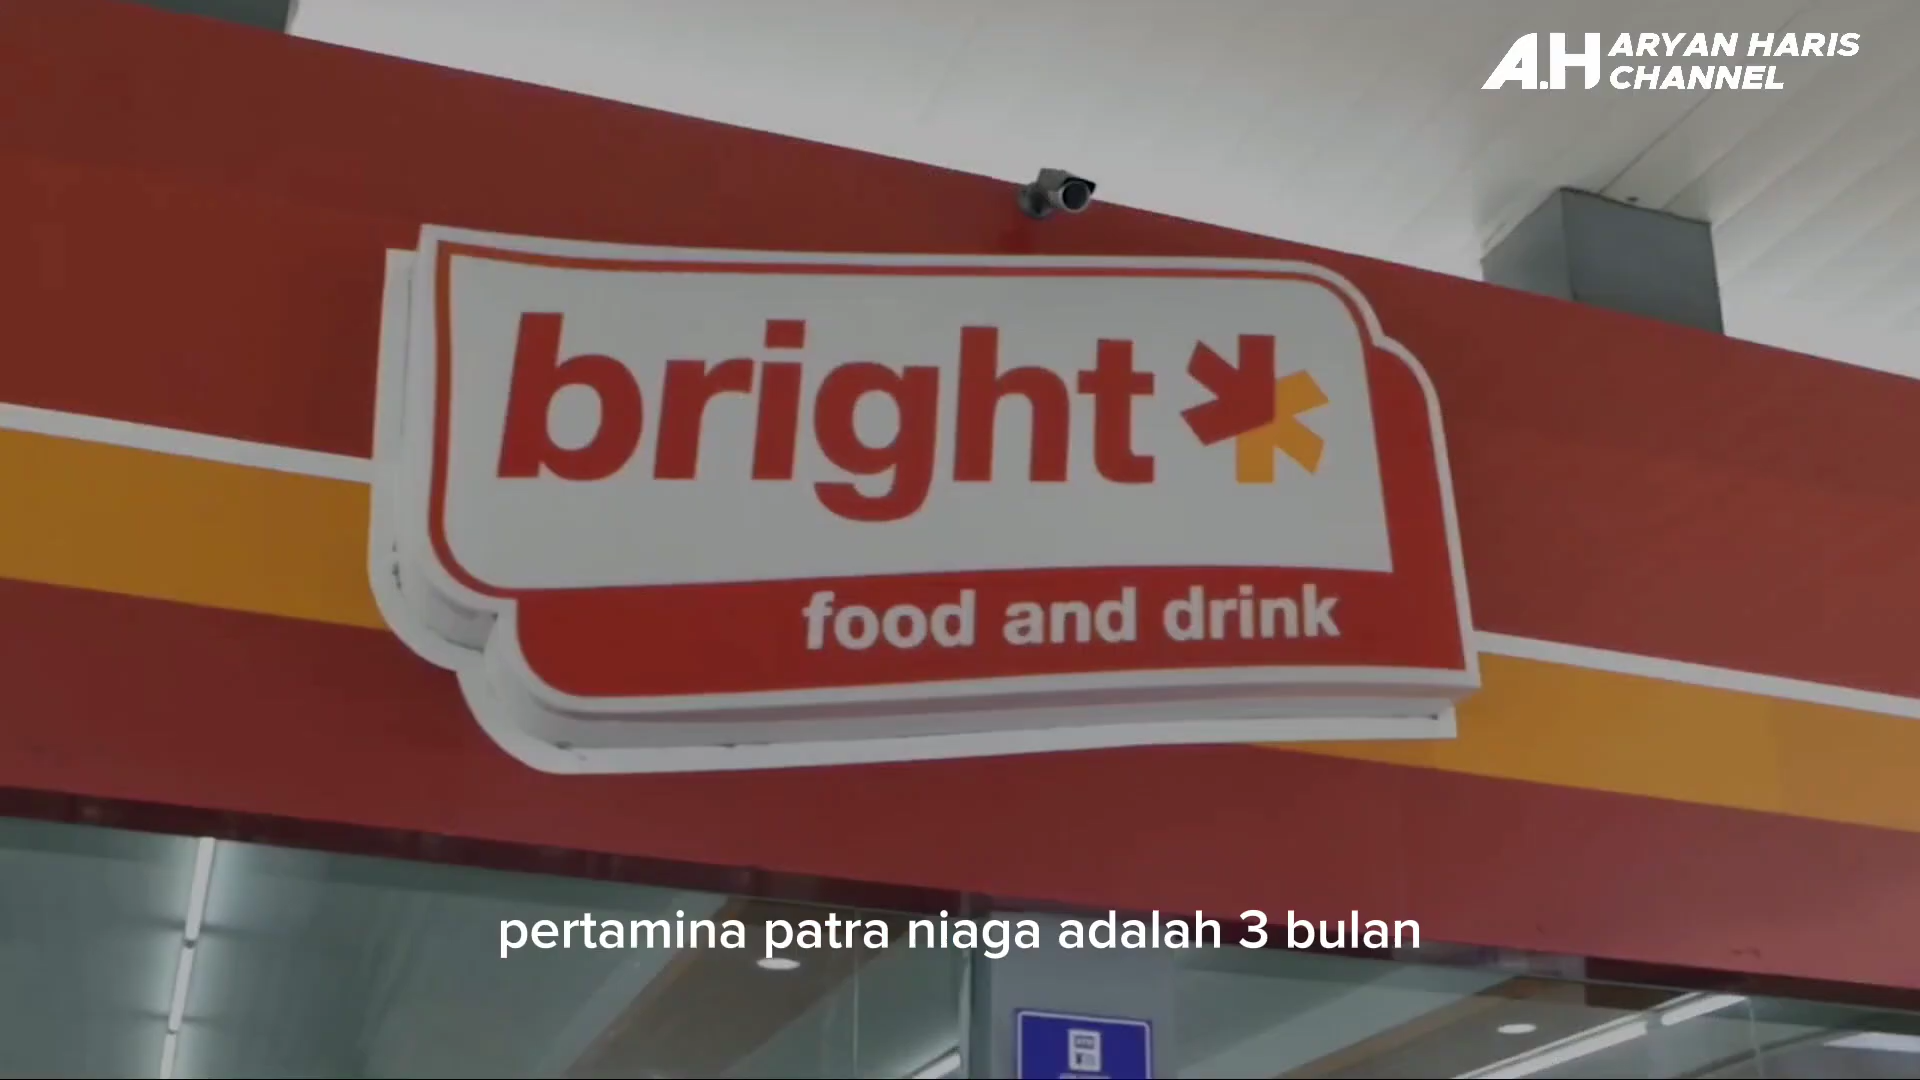 A.H ARYAN HARIS
CHANNEL
bright
food and drink
pertamina patra niaga adalah 3 bulan